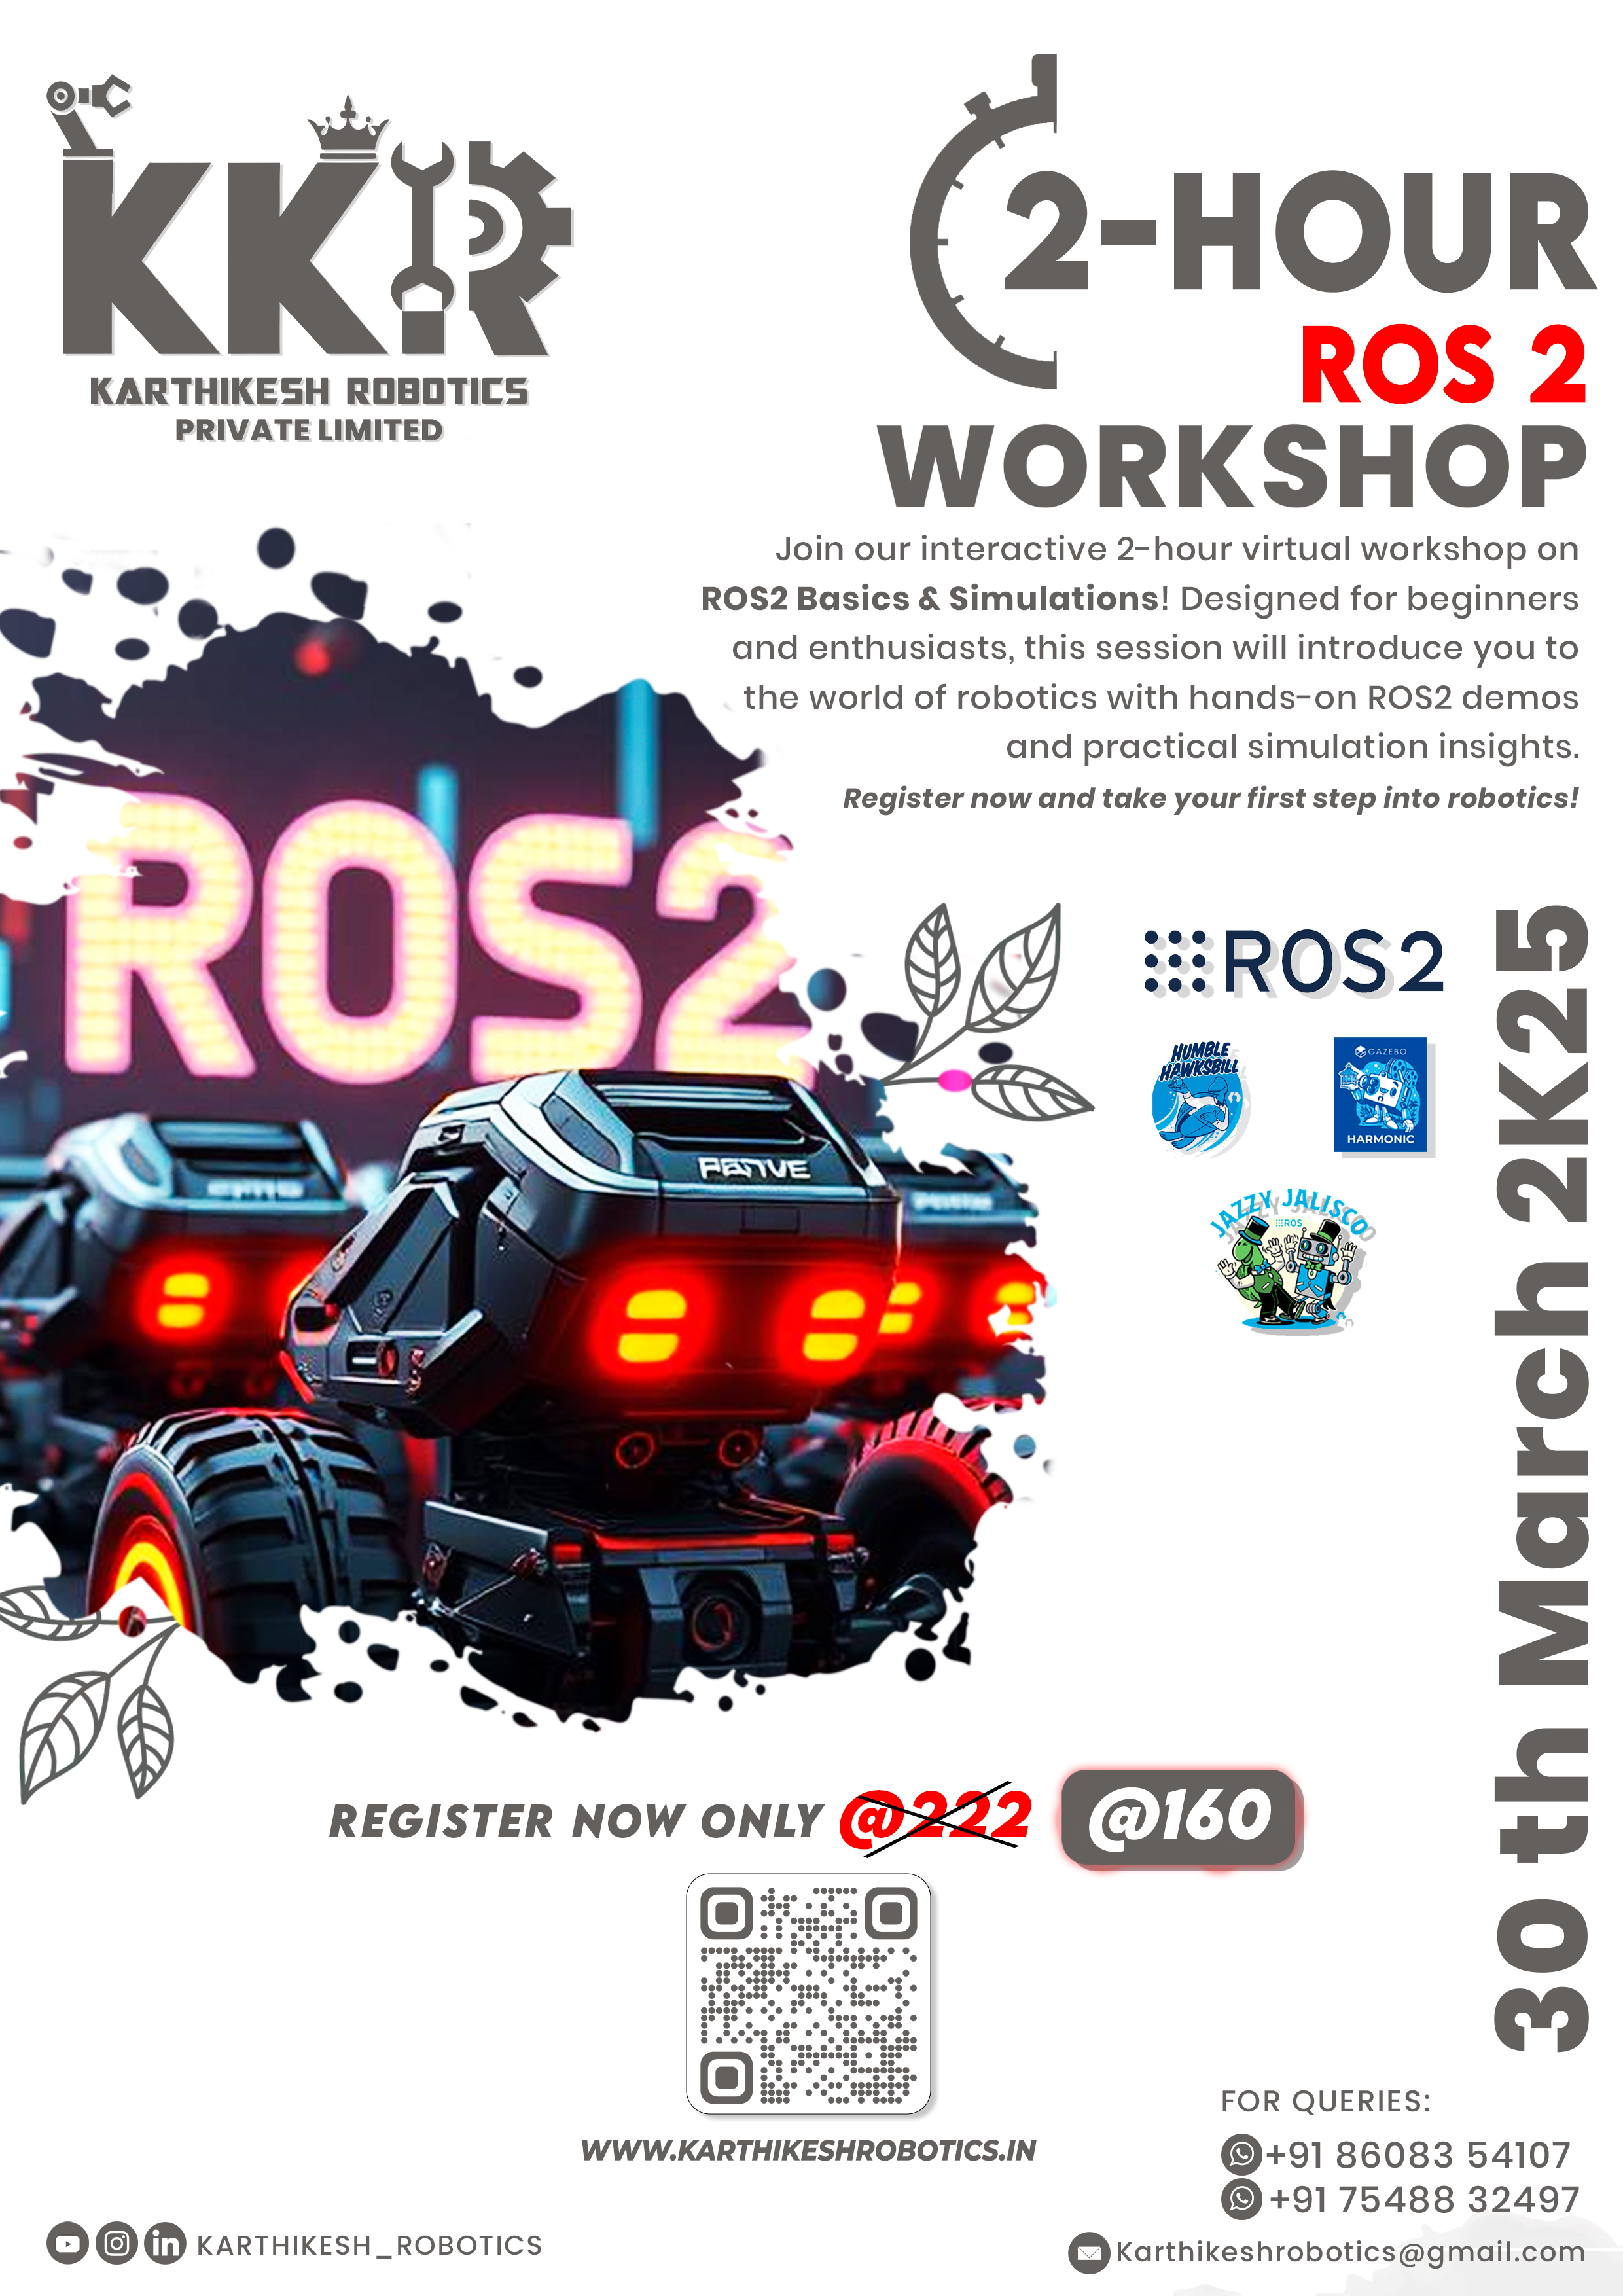 KKR
KARTHIKESH ROBOTICS
PRIVATE LIMITED
2-HOUR
ROS 2
WORKSHOP
Join our interactive 2-hour virtual workshop on
ROS2 Basics & Simulations! Designed for beginners
and enthusiasts, this session will introduce you to
the world of robotics with hands-on ROS2 demos
and practical simulation insights.
Register now and take your first step into robotics!
ROS2
ROS2
HUMBLE
HAWKSBILL
GAZEBO
HARMONIC
JAZZY JALISCO
ROS
30 th March 2K25
REGISTER NOW ONLY @222 @160
WWW.KARTHIKESHROBOTICS.IN
FOR QUERIES:
+91 86083 54107
+91 75488 32497
KARTHIKESH_ROBOTICS
Karthikeshrobotics@gmail.com